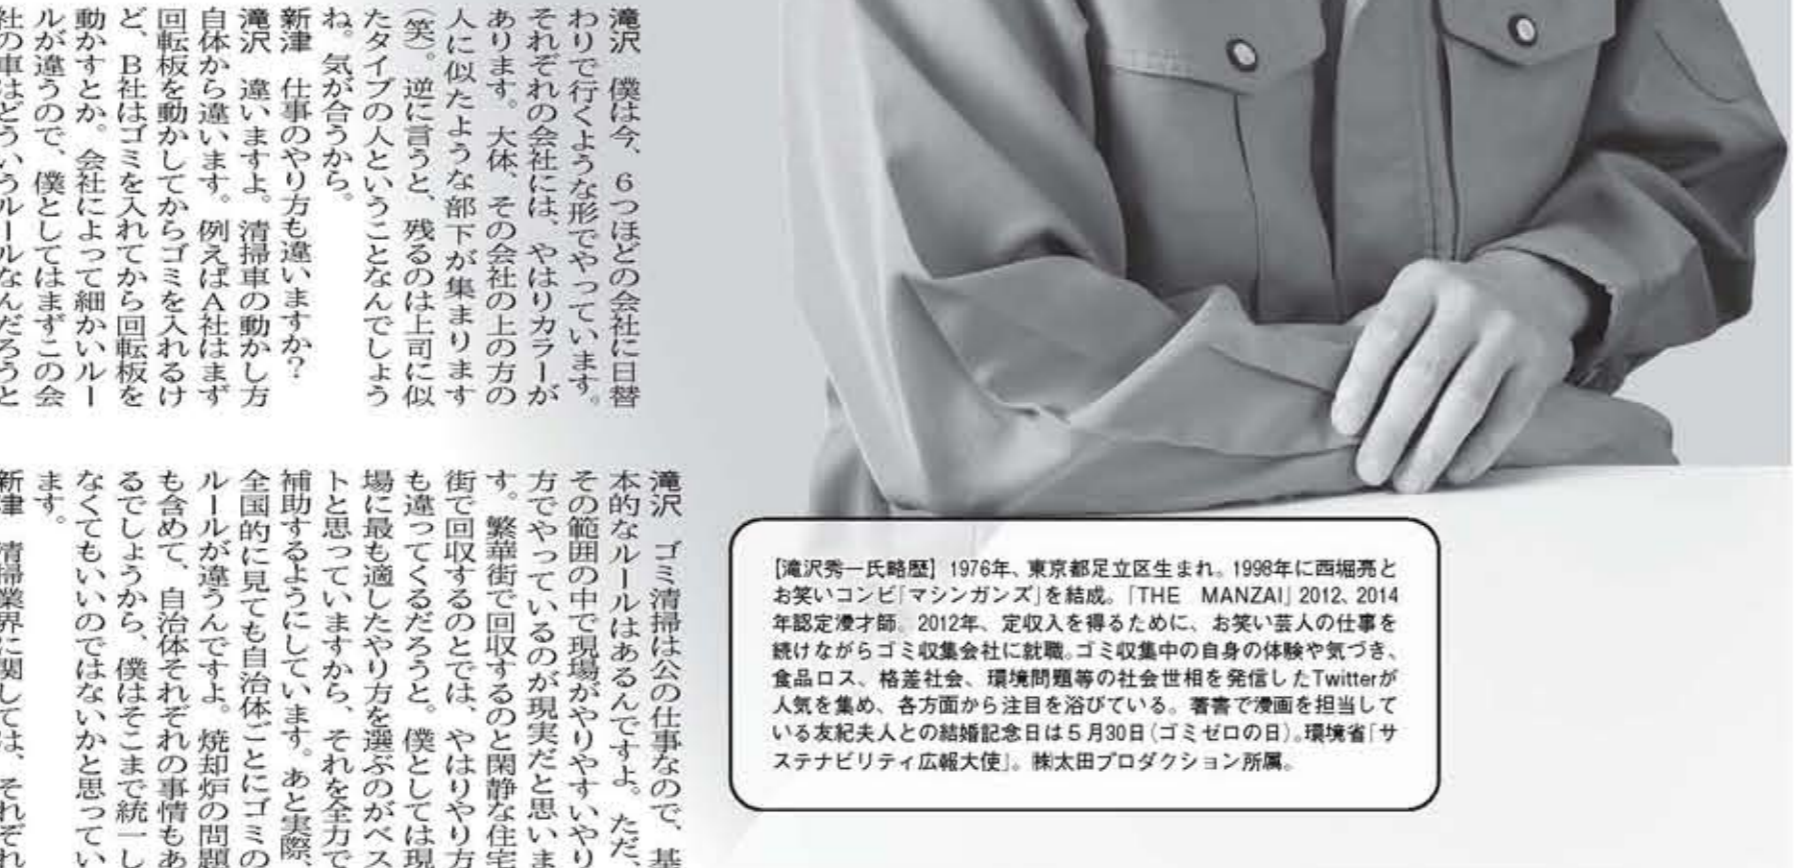 滝沢　僕は今、6つほどの会社に日替
わりで行くような形でやっています。
それぞれの会社には、やはりカラーが
あります。大体、その会社の上の方の
人に似たような部下が集まります
（笑）。逆に言うと、残るのは上司に似
たタイプの人ということなんでしょう
ね。気が合うから。
新津　仕事のやり方も違いますか？
滝沢　違いますよ。清掃車の動かし方
自体から違います。例えばA社はまず
回転板を動かしてからゴミを入れるけ
ど、B社はゴミを入れてから回転板を
動かすとか。会社によって細かいルー
ルが違うので、僕としてはまずこの会
社の車はどういうルールなんだろうと
滝沢　ゴミ清掃は公の仕事なので、基
本的なルールはあるんですよ。ただ、
その範囲の中で現場がやりやすいやり
方でやっているのが現実だと思いま
す。繁華街で回収するのと閑静な住宅
街で回収するのとでは、やはりやり方
も違ってくるだろうと。僕としては現
場に最も適したやり方を選ぶのがベス
トと思っていますから、それを全力で
補助するようにしています。あと実際、
全国的に見ても自治体ごとにゴミの
ルールが違うんですよ。焼却炉の問題
も含めて、自治体それぞれの事情もあ
るでしょうから、僕はそこまで統一し
なくてもいいのではないかと思ってい
ます。
新津　清掃業界に関しては、それぞれ
［滝沢秀一氏略歴］1976年、東京都足立区生まれ。1998年に西堀亮と
お笑いコンビ「マシンガンズ」を結成。「THE MANZAI」2012、2014
年認定漫才師。2012年、定収入を得るために、お笑い芸人の仕事を
続けながらゴミ収集会社に就職。ゴミ収集中の自身の体験や気づき、
食品ロス、格差社会、環境問題等の社会世相を発信したTwitterが
人気を集め、各方面から注目を浴びている。著書で漫画を担当して
いる友紀夫人との結婚記念日は５月30日（ゴミゼロの日）。環境省「サ
ステナビリティ広報大使」。㈱太田プロダクション所属。